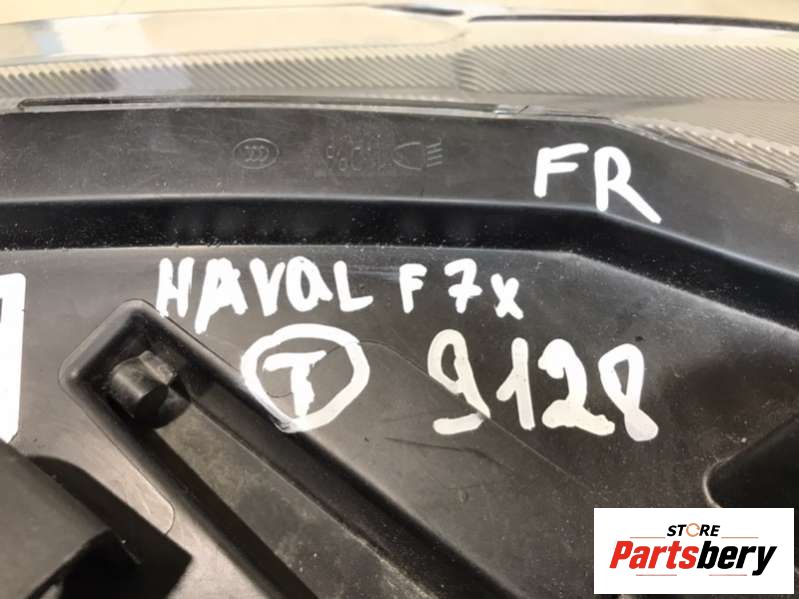 FR
HAVAL F7X
T 9128
STORE
Partsbery